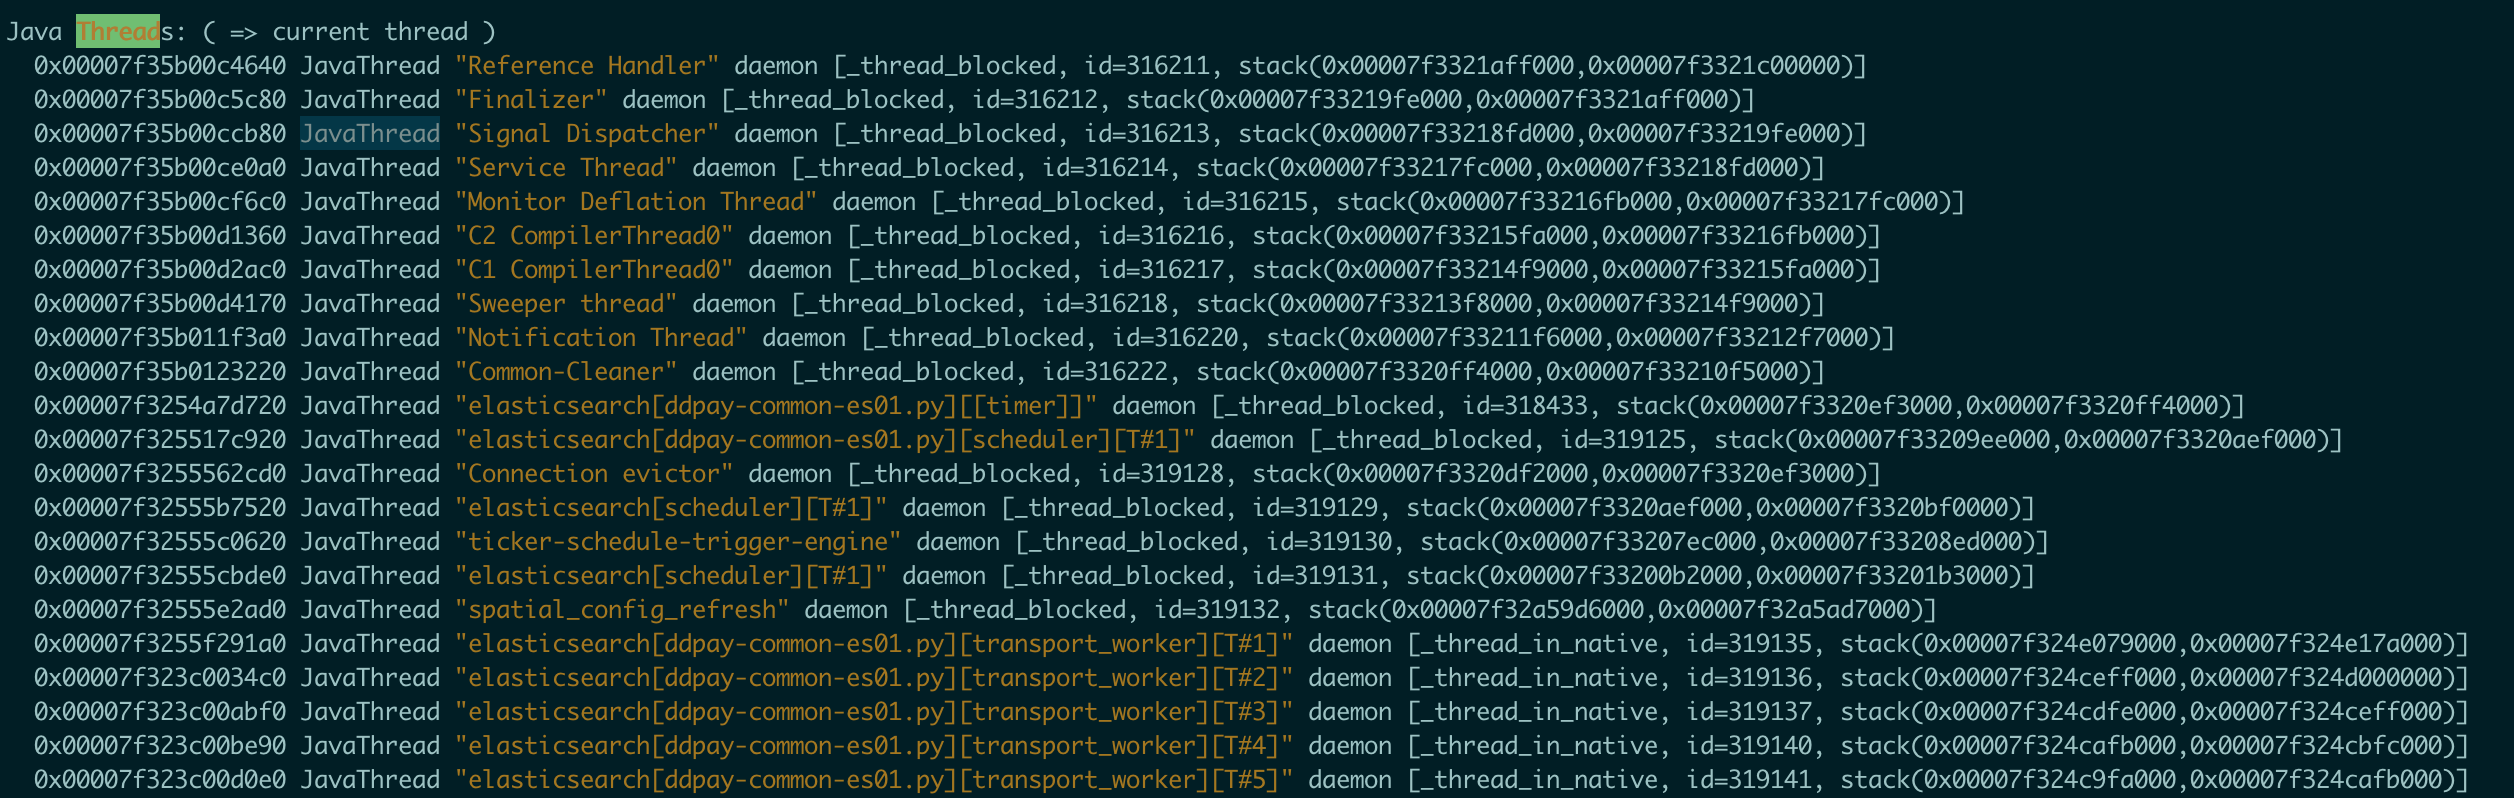 Java Threads: ( => current thread )
0x00007f35b00c4640 JavaThread "Reference Handler" daemon [_thread_blocked, id=316211, stack(0x00007f3321aff000,0x00007f3321c00000)]
0x00007f35b00c5c80 JavaThread "Finalizer" daemon [_thread_blocked, id=316212, stack(0x00007f33219fe000,0x00007f3321aff000)]
0x00007f35b00ccb80 JavaThread "Signal Dispatcher" daemon [_thread_blocked, id=316213, stack(0x00007f33218fd000,0x00007f33219fe000)]
0x00007f35b00ce0a0 JavaThread "Service Thread" daemon [_thread_blocked, id=316214, stack(0x00007f33217fc000,0x00007f33218fd000)]
0x00007f35b00cf6c0 JavaThread "Monitor Deflation Thread" daemon [_thread_blocked, id=316215, stack(0x00007f33216fb000,0x00007f33217fc000)]
0x00007f35b00d1360 JavaThread "C2 CompilerThread0" daemon [_thread_blocked, id=316216, stack(0x00007f33215fa000,0x00007f33216fb000)]
0x00007f35b00d2ac0 JavaThread "C1 CompilerThread0" daemon [_thread_blocked, id=316217, stack(0x00007f33214f9000,0x00007f33215fa000)]
0x00007f35b00d4170 JavaThread "Sweeper thread" daemon [_thread_blocked, id=316218, stack(0x00007f33213f8000,0x00007f33214f9000)]
0x00007f35b011f3a0 JavaThread "Notification Thread" daemon [_thread_blocked, id=316220, stack(0x00007f33211f6000,0x00007f33212f7000)]
0x00007f35b0123220 JavaThread "Common-Cleaner" daemon [_thread_blocked, id=316222, stack(0x00007f3320ff4000,0x00007f33210f5000)]
0x00007f3254a7d720 JavaThread "elasticsearch[ddpay-common-es01.py][[timer]]" daemon [_thread_blocked, id=318433, stack(0x00007f3320ef3000,0x00007f3320ff4000)]
0x00007f325517c920 JavaThread "elasticsearch[ddpay-common-es01.py][scheduler][T#1]" daemon [_thread_blocked, id=319125, stack(0x00007f33209ee000,0x00007f3320aef000)]
0x00007f3255562cd0 JavaThread "Connection evictor" daemon [_thread_blocked, id=319128, stack(0x00007f3320df2000,0x00007f3320ef3000)]
0x00007f32555b7520 JavaThread "elasticsearch[scheduler][T#1]" daemon [_thread_blocked, id=319129, stack(0x00007f3320aef000,0x00007f3320bf0000)]
0x00007f32555c0620 JavaThread "ticker-schedule-trigger-engine" daemon [_thread_blocked, id=319130, stack(0x00007f33207ec000,0x00007f33208ed000)]
0x00007f32555cbde0 JavaThread "elasticsearch[scheduler][T#1]" daemon [_thread_blocked, id=319131, stack(0x00007f33200b2000,0x00007f33201b3000)]
0x00007f32555e2ad0 JavaThread "spatial_config_refresh" daemon [_thread_blocked, id=319132, stack(0x00007f32a59d6000,0x00007f32a5ad7000)]
0x00007f3255f291a0 JavaThread "elasticsearch[ddpay-common-es01.py][transport_worker][T#1]" daemon [_thread_in_native, id=319135, stack(0x00007f324e079000,0x00007f324e17a000)]
0x00007f323c0034c0 JavaThread "elasticsearch[ddpay-common-es01.py][transport_worker][T#2]" daemon [_thread_in_native, id=319136, stack(0x00007f324ceff000,0x00007f324d000000)]
0x00007f323c00abf0 JavaThread "elasticsearch[ddpay-common-es01.py][transport_worker][T#3]" daemon [_thread_in_native, id=319137, stack(0x00007f324cdfe000,0x00007f324ceff000)]
0x00007f323c00be90 JavaThread "elasticsearch[ddpay-common-es01.py][transport_worker][T#4]" daemon [_thread_in_native, id=319140, stack(0x00007f324cafb000,0x00007f324cbfc000)]
0x00007f323c00d0e0 JavaThread "elasticsearch[ddpay-common-es01.py][transport_worker][T#5]" daemon [_thread_in_native, id=319141, stack(0x00007f324c9fa000,0x00007f324cafb000)]